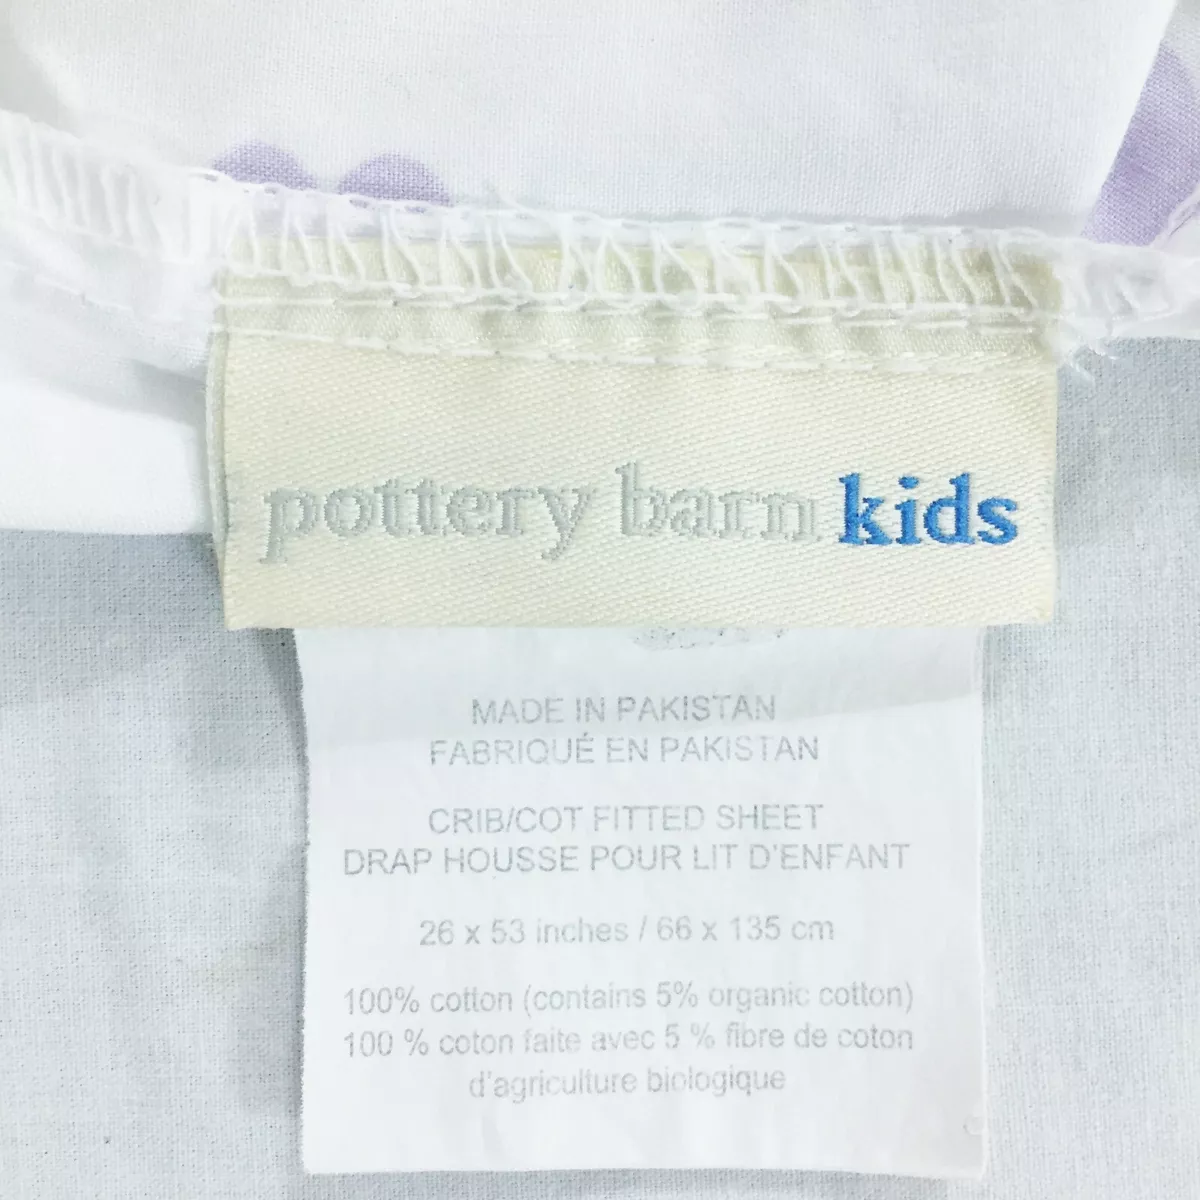 pottery barn kids
MADE IN PAKISTAN
FABRIQUÉ EN PAKISTAN
CRIB/COT FITTED SHEET
DRAP HOUSSE POUR LIT D'ENFANT
26 x 53 inches / 66 x 135 cm
100% cotton (contains 5% organic cotton)
100 % coton faite avec 5 % fibre de coton
d'agriculture biologique